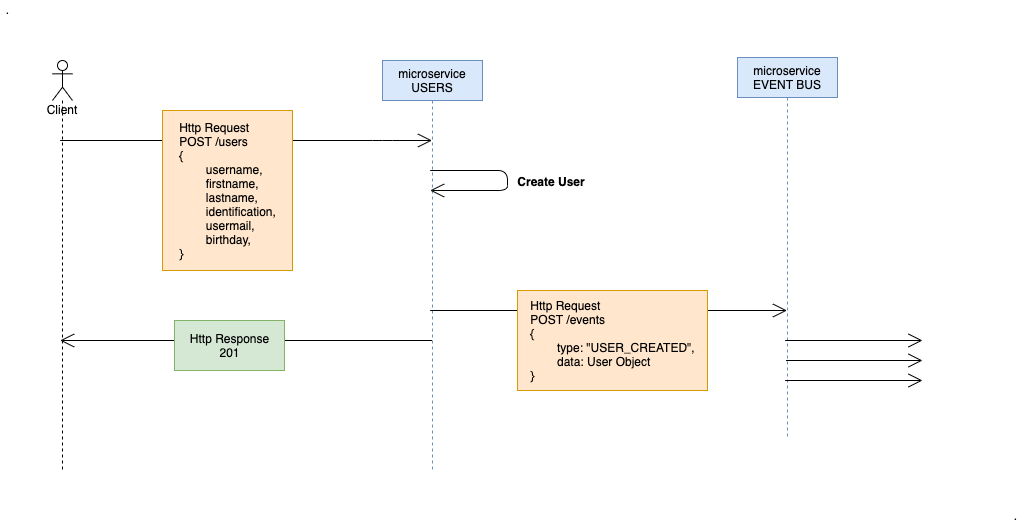 microservice
USERS
microservice
EVENT BUS
Client
Http Request
POST /users
{
username,
firstname,
lastname,
identification,
usermail,
birthday,
}
Create User
Http Request
POST /events
{
type: "USER_CREATED",
data: User Object
}
Http Response
201